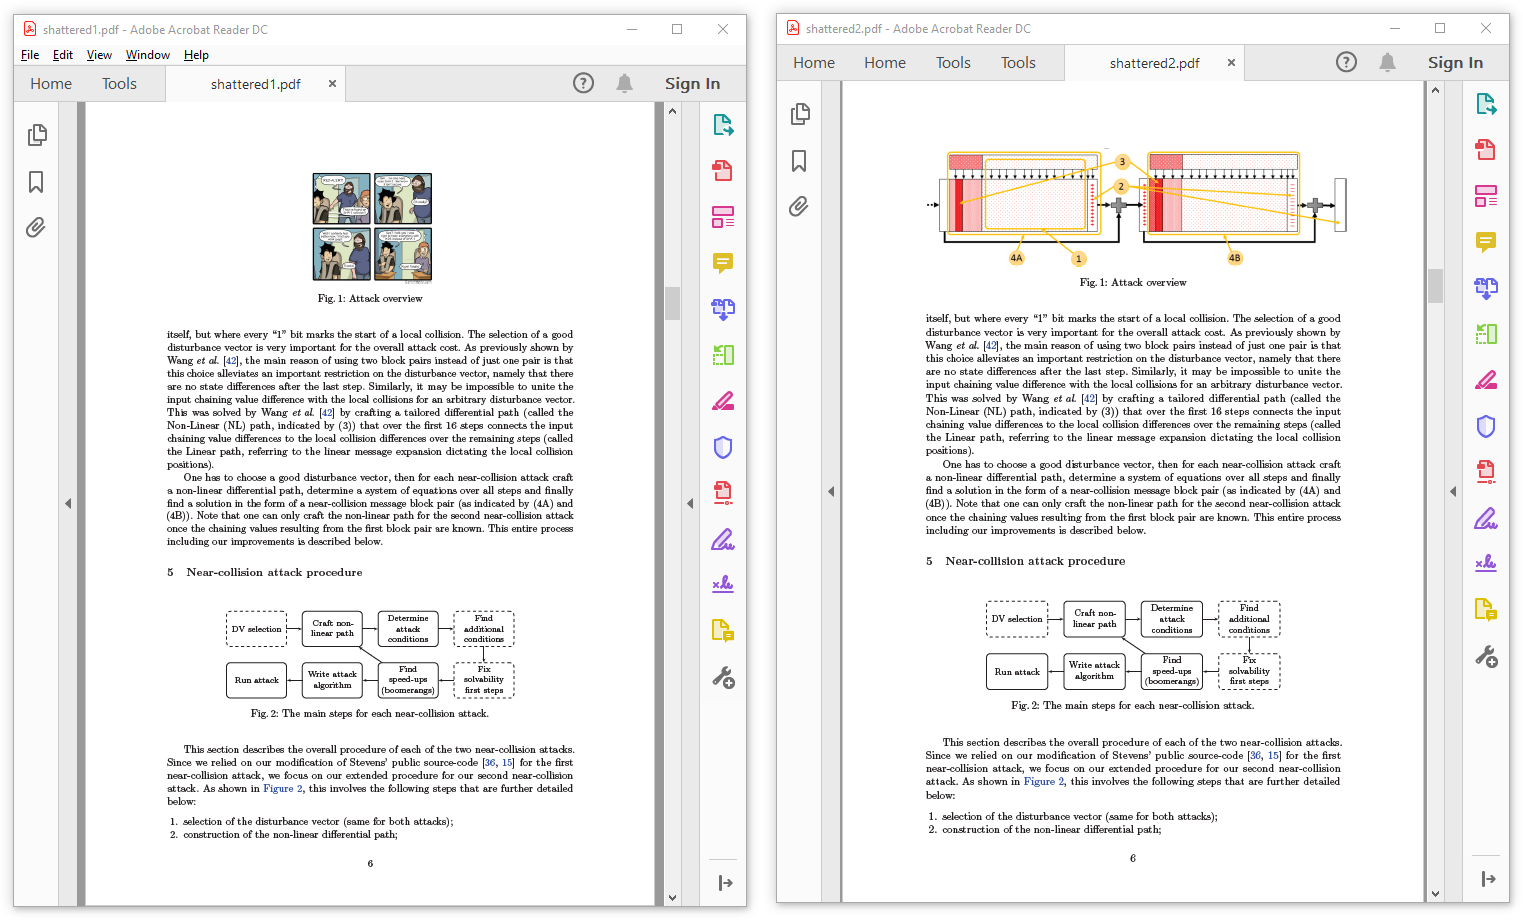 shattered1.pdf - Adobe Acrobat Reader DC
File Edit View Window Help
Home Tools shattered1.pdf × ? Sign In
Fig. 1: Attack overview
itself, but where every “1” bit marks the start of a local collision. The selection of a good
disturbance vector is very important for the overall attack cost. As previously shown by
Wang et al. [42], the main reason of using two block pairs instead of just one pair is that
this choice alleviates an important restriction on the disturbance vector, namely that there
are no state differences after the last step. Similarly, it may be impossible to unite the
input chaining value difference with the local collisions for an arbitrary disturbance vector.
This was solved by Wang et al. [42] by crafting a tailored differential path (called the
Non-Linear (NL) path, indicated by (3)) that over the first 16 steps connects the input
chaining value differences to the local collision differences over the remaining steps (called
the Linear path, referring to the linear message expansion dictating the local collision
positions).
One has to choose a good disturbance vector, then for each near-collision attack craft
a non-linear differential path, determine a system of equations over all steps and finally
find a solution in the form of a near-collision message block pair (as indicated by (4A) and
(4B)). Note that one can only craft the non-linear path for the second near-collision attack
once the chaining values resulting from the first block pair are known. This entire process
including our improvements is described below.
5 Near-collision attack procedure
DV selection
Craft non-
linear path
Determine
attack
conditions
Find
additional
conditions
Run attack
Write attack
algorithm
Find
speed-ups
(boomerangs)
Fix
solvability
first steps
Fig. 2: The main steps for each near-collision attack.
This section describes the overall procedure of each of the two near-collision attacks.
Since we relied on our modification of Stevens’ public source-code [36, 15] for the first
near-collision attack, we focus on our extended procedure for our second near-collision
attack. As shown in Figure 2, this involves the following steps that are further detailed
below:
1. selection of the disturbance vector (same for both attacks);
2. construction of the non-linear differential path;
6
shattered2.pdf - Adobe Acrobat Reader DC
Home Home Tools Tools shattered2.pdf × ? Sign In
3
2
4A
1
4B
Fig. 1: Attack overview
itself, but where every “1” bit marks the start of a local collision. The selection of a good
disturbance vector is very important for the overall attack cost. As previously shown by
Wang et al. [42], the main reason of using two block pairs instead of just one pair is that
this choice alleviates an important restriction on the disturbance vector, namely that there
are no state differences after the last step. Similarly, it may be impossible to unite the
input chaining value difference with the local collisions for an arbitrary disturbance vector.
This was solved by Wang et al. [42] by crafting a tailored differential path (called the
Non-Linear (NL) path, indicated by (3)) that over the first 16 steps connects the input
chaining value differences to the local collision differences over the remaining steps (called
the Linear path, referring to the linear message expansion dictating the local collision
positions).
One has to choose a good disturbance vector, then for each near-collision attack craft
a non-linear differential path, determine a system of equations over all steps and finally
find a solution in the form of a near-collision message block pair (as indicated by (4A) and
(4B)). Note that one can only craft the non-linear path for the second near-collision attack
once the chaining values resulting from the first block pair are known. This entire process
including our improvements is described below.
5 Near-collision attack procedure
DV selection
Craft non-
linear path
Determine
attack
conditions
Find
additional
conditions
Run attack
Write attack
algorithm
Find
speed-ups
(boomerangs)
Fix
solvability
first steps
Fig. 2: The main steps for each near-collision attack.
This section describes the overall procedure of each of the two near-collision attacks.
Since we relied on our modification of Stevens’ public source-code [36, 15] for the first
near-collision attack, we focus on our extended procedure for our second near-collision
attack. As shown in Figure 2, this involves the following steps that are further detailed
below:
1. selection of the disturbance vector (same for both attacks);
2. construction of the non-linear differential path;
6